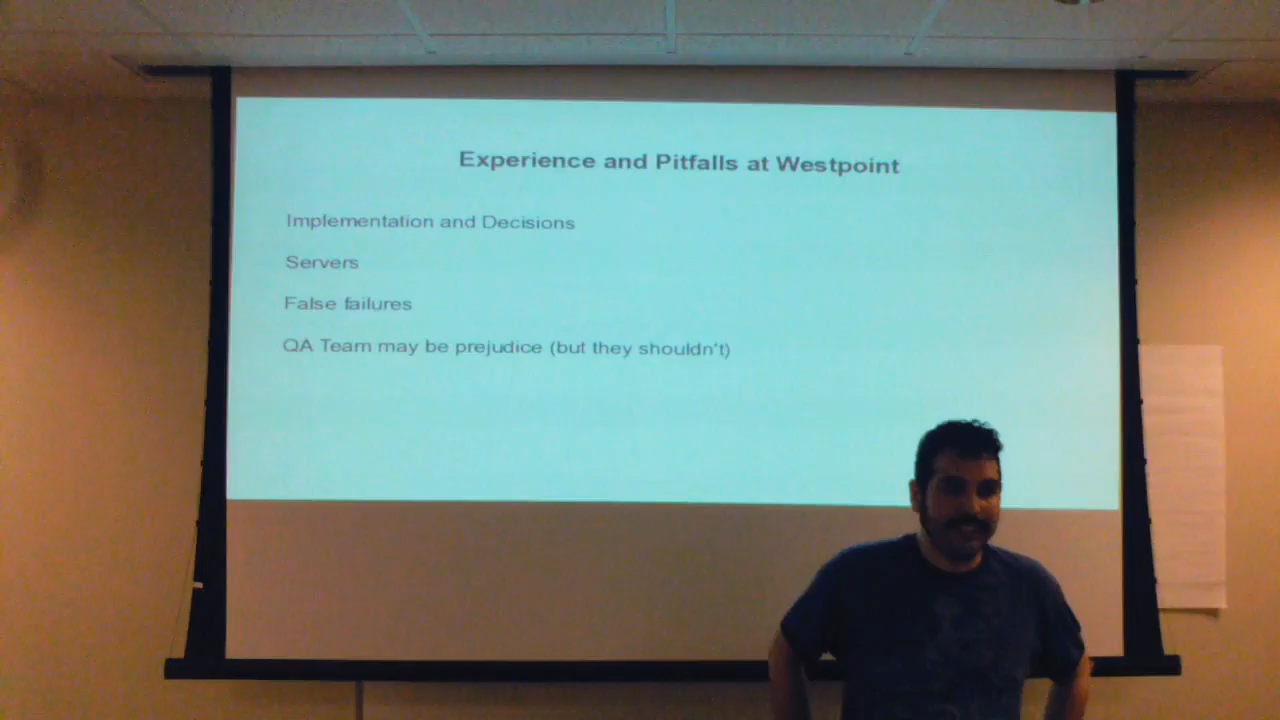 Experience and Pitfalls at Westpoint
Implementation and Decisions
Servers
False failures
QA Team may be prejudice (but they shouldn't)